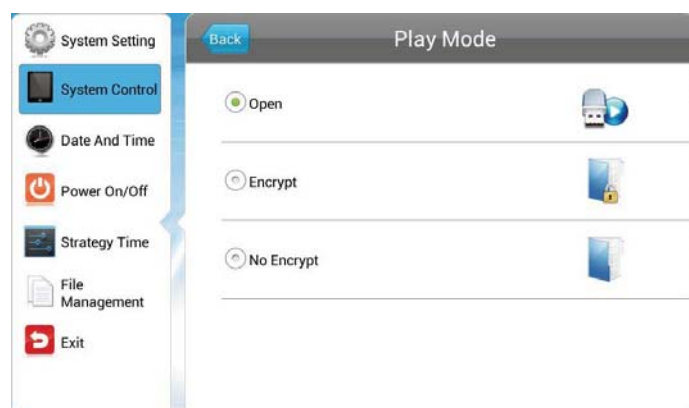 System Setting
System Control
Date And Time
Power On/Off
Strategy Time
File
Management
Exit
Back
Play Mode
Open
Encrypt
No Encrypt